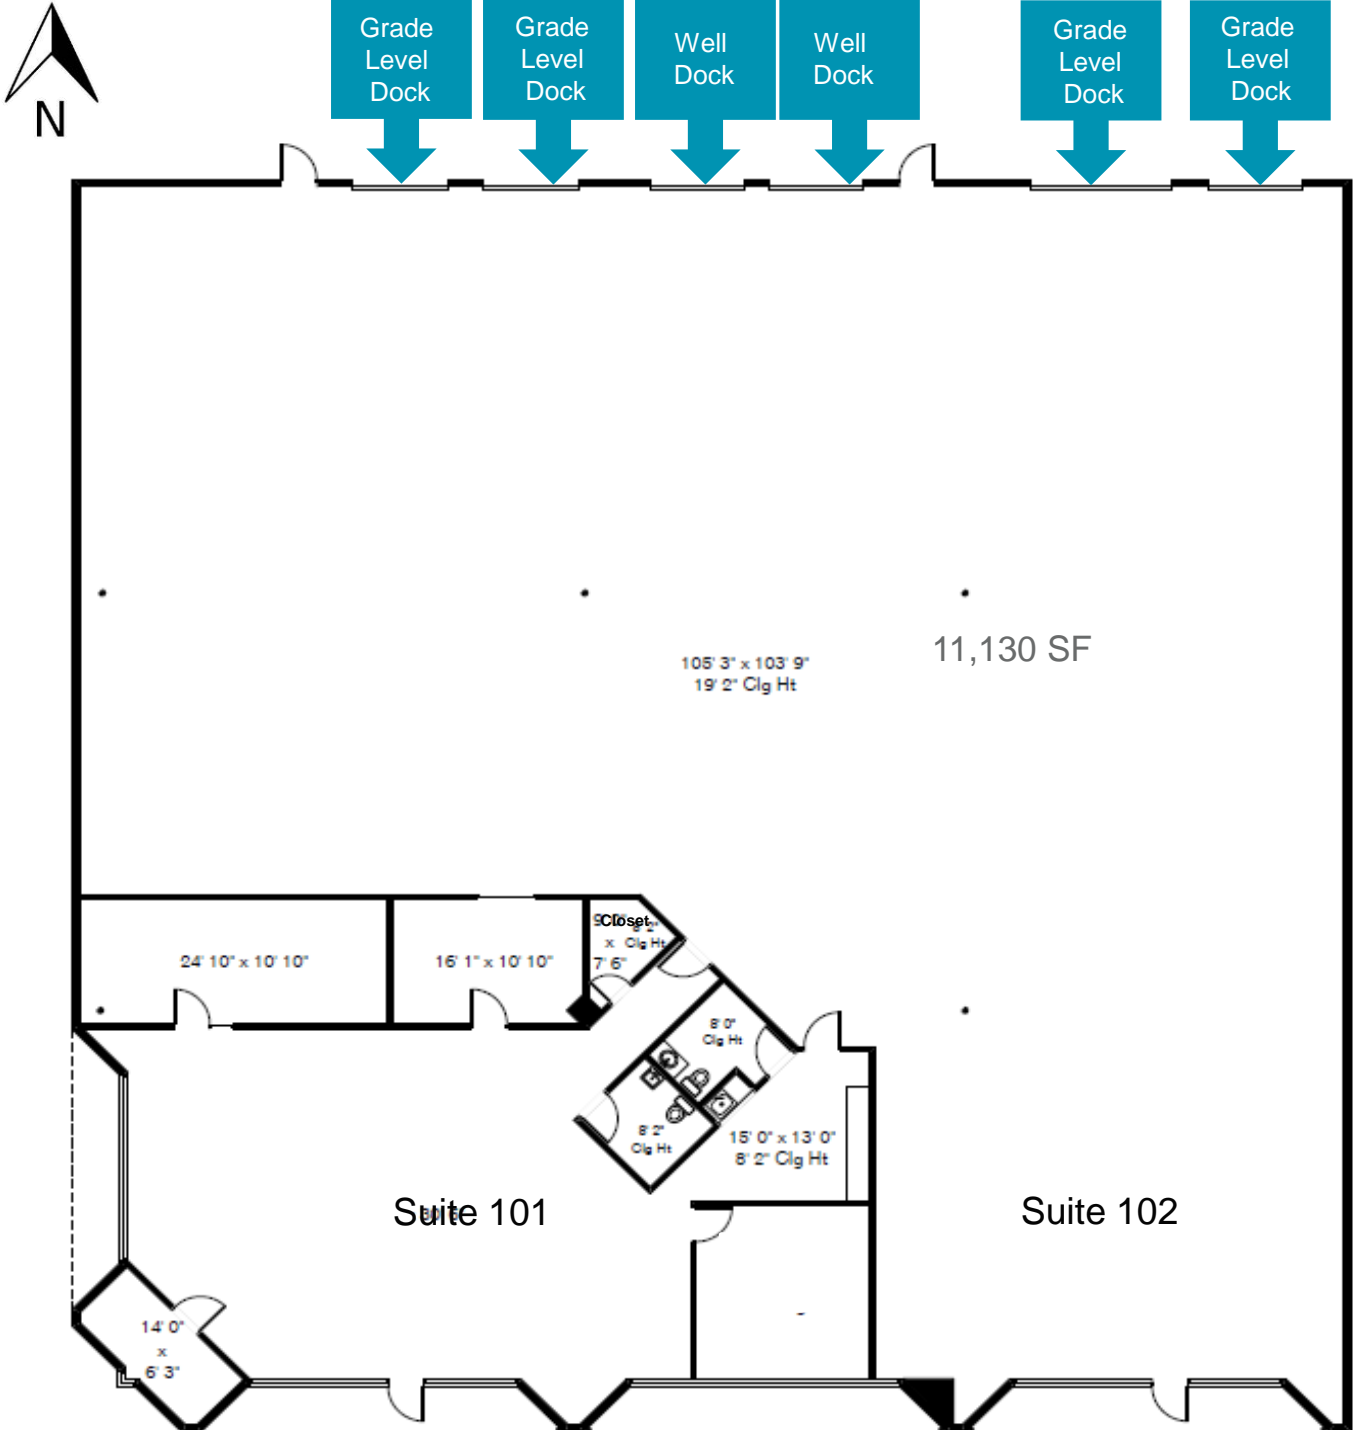 Grade
Level
Dock
Grade
Level
Dock
Well
Dock
Well
Dock
Grade
Level
Dock
Grade
Level
Dock
N
11,130 SF
105' 3" x 103' 9"
19' 2" Clg Ht
Closet
x
7' 6"
Clg Ht
24' 10" x 10' 10"
16' 1" x 10' 10"
8' 0"
Clg Ht
8' 2"
Clg Ht
15' 0" x 13' 0"
8' 2" Clg Ht
Suite 101
Suite 102
14' 0"
x
6' 3"